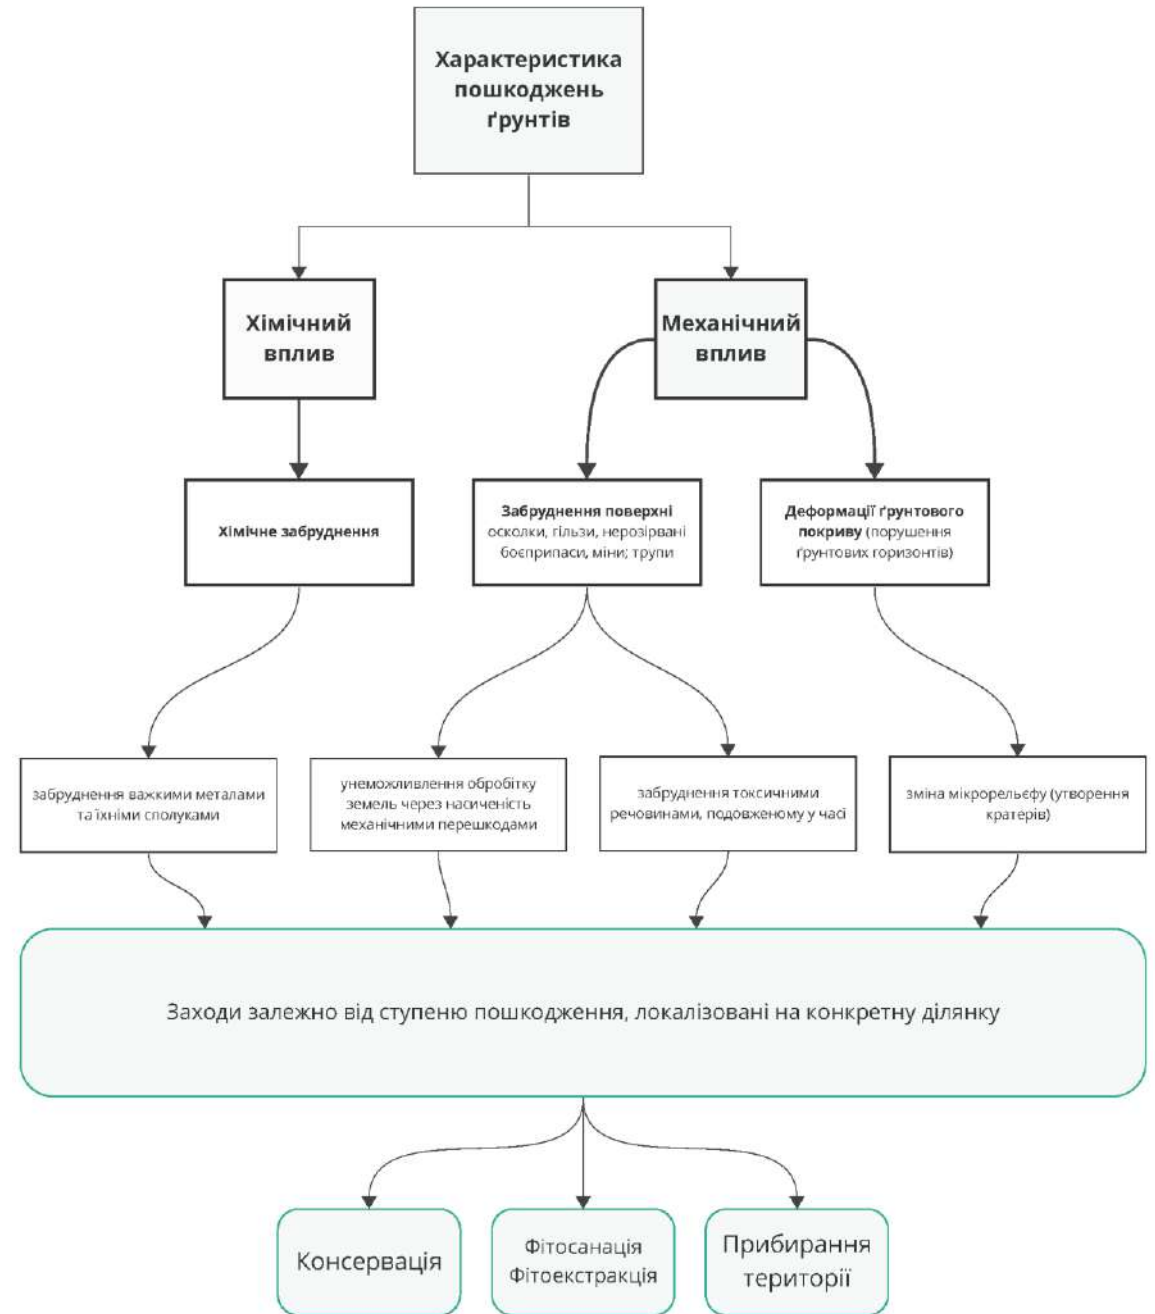 Характеристика
пошкоджень
ґрунтів
Хімічний
вплив
Механічний
вплив
Хімічне забруднення
Забруднення поверхні
осколки, гільзи, нерозірвані
боєприпаси, міни; трупи
Деформації ґрунтового
покриву (порушення
ґрунтових горизонтів)
забруднення важкими металами
та їхніми сполуками
унеможливлення обробітку
земель через насиченість
механічними перешкодами
забруднення токсичними
речовинами, подовженому у часі
зміна мікрорельєфу (утворення
кратерів)
Заходи залежно від ступеню пошкодження, локалізовані на конкретну ділянку
Консервація
Фітосанація
Фітоекстракція
Прибирання
території